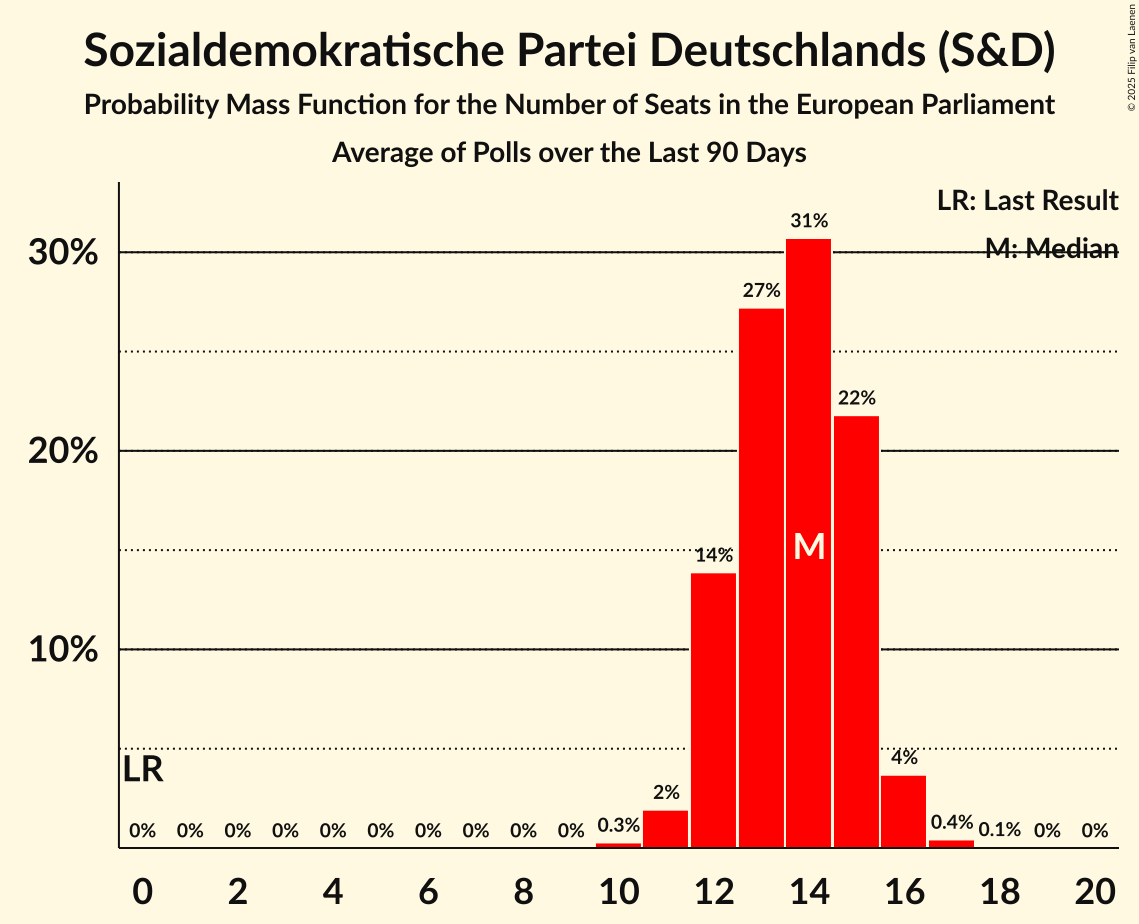 Sozialdemokratische Partei Deutschlands (S&D)
Probability Mass Function for the Number of Seats in the European Parliament
Average of Polls over the Last 90 Days
© 2025 Filip van Laenen
LR: Last Result
M: Median
30%
20%
10%
31%
27%
22%
14%
M
LR
4%
2%
0% 0% 0% 0% 0% 0% 0% 0% 0% 0% 0.3% 0.4% 0.1% 0% 0%
0 2 4 6 8 10 12 14 16 18 20